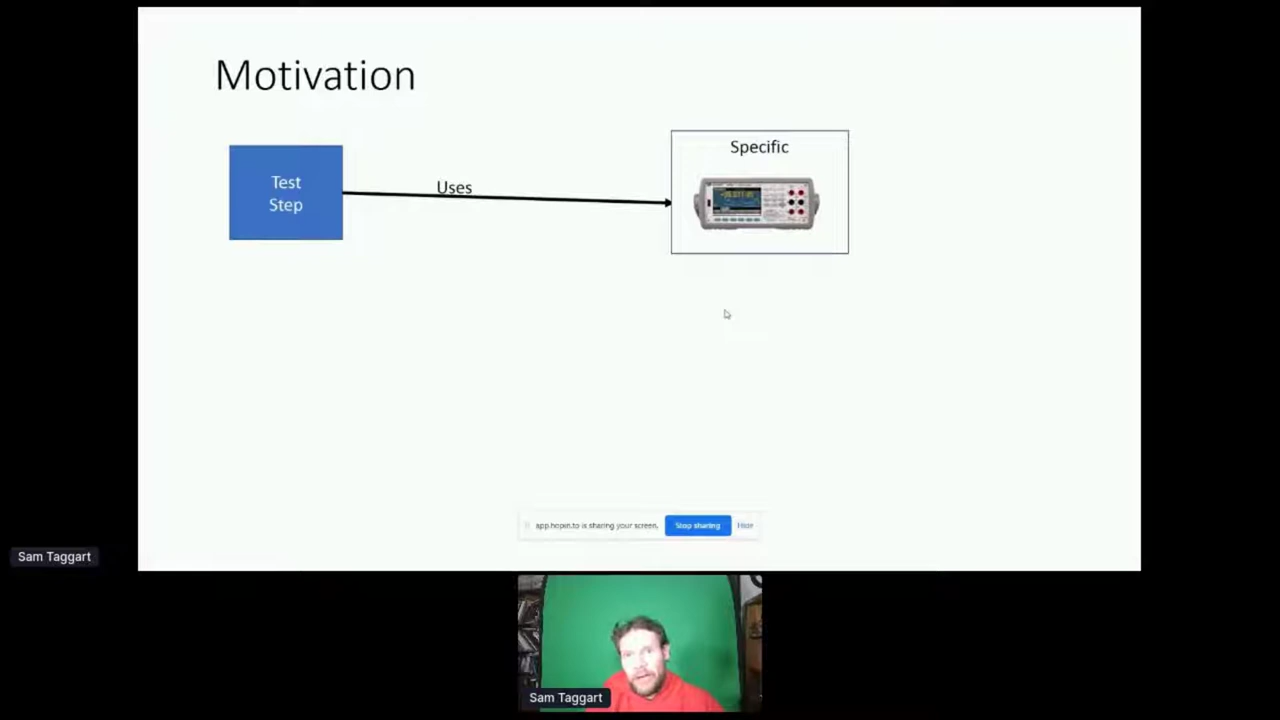 Motivation
Test
Step
Uses
Specific
app.hopin.to is sharing your screen.
Stop sharing
Hide
Sam Taggart
Sam Taggart